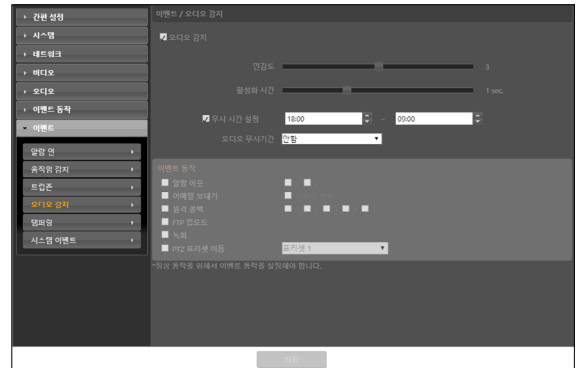 간편 설정
시스템
네트워크
비디오
오디오
이벤트 동작
이벤트
알람 인
움직임 감지
트립존
오디오 감지
탬퍼링
시스템 이벤트
이벤트 / 오디오 감지
오디오 감지
민감도 3
활성화 시간 1 sec.
무시 시간 설정 18:00 ~ 09:00
오디오 무시기간 안함
이벤트 동작
알람 아웃
이메일 보내기
원격 콜백
FTP 업로드
녹화
PTZ 프리셋 이동 프리셋 1
*정상 동작을 위해서 이벤트 동작을 설정해야 합니다.
저장